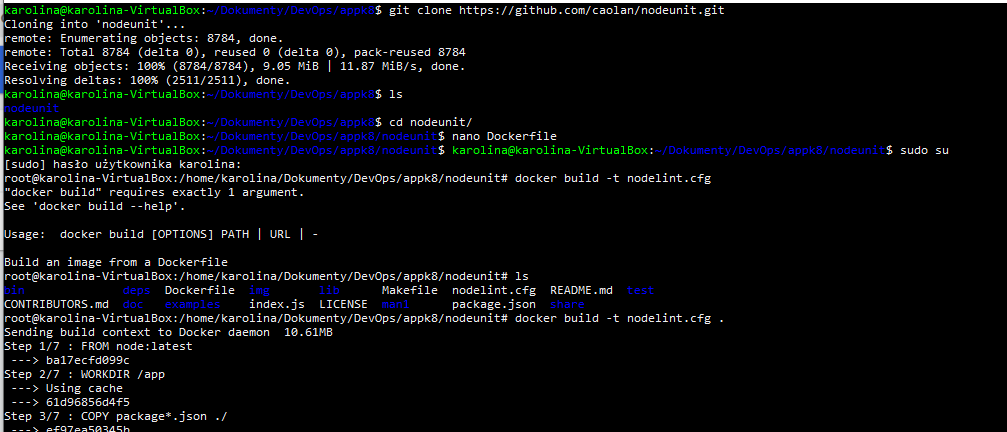 karolina@karolina-VirtualBox:~/Dokumenty/DevOps/appk8$ git clone https://github.com/caolan/nodeunit.git
Cloning into 'nodeunit'...
remote: Enumerating objects: 8784, done.
remote: Total 8784 (delta 0), reused 0 (delta 0), pack-reused 8784
Receiving objects: 100% (8784/8784), 9.05 MiB | 11.87 MiB/s, done.
Resolving deltas: 100% (2511/2511), done.
karolina@karolina-VirtualBox:~/Dokumenty/DevOps/appk8$ ls
nodeunit
karolina@karolina-VirtualBox:~/Dokumenty/DevOps/appk8$ cd nodeunit/
karolina@karolina-VirtualBox:~/Dokumenty/DevOps/appk8/nodeunit$ nano Dockerfile
karolina@karolina-VirtualBox:~/Dokumenty/DevOps/appk8/nodeunit$ karolina@karolina-VirtualBox:~/Dokumenty/DevOps/appk8/nodeunit$ sudo su
[sudo] hasło użytkownika karolina:
root@karolina-VirtualBox:/home/karolina/Dokumenty/DevOps/appk8/nodeunit# docker build -t nodelint.cfg
"docker build" requires exactly 1 argument.
See 'docker build --help'.
Usage:  docker build [OPTIONS] PATH | URL | -
Build an image from a Dockerfile
root@karolina-VirtualBox:/home/karolina/Dokumenty/DevOps/appk8/nodeunit# ls
bin deps Dockerfile img lib Makefile nodelint.cfg README.md test
CONTRIBUTORS.md doc examples index.js LICENSE man1 package.json share
root@karolina-VirtualBox:/home/karolina/Dokumenty/DevOps/appk8/nodeunit# docker build -t nodelint.cfg .
Sending build context to Docker daemon  10.61MB
Step 1/7 : FROM node:latest
---> ba17ecfd099c
Step 2/7 : WORKDIR /app
---> Using cache
---> 61d96856d4f5
Step 3/7 : COPY package*.json ./
---> ef97ea50345b